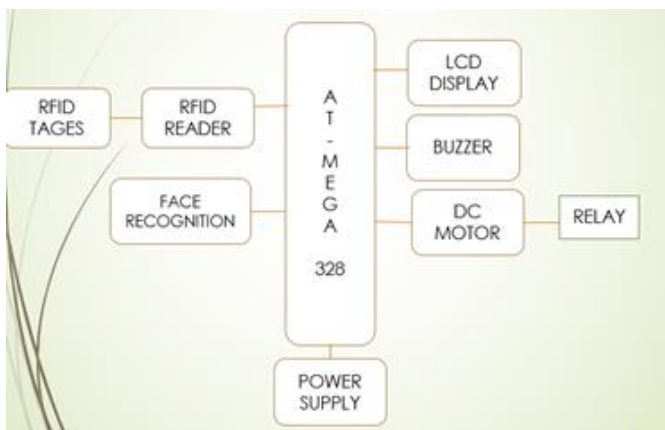 RFID
TAGES
RFID
READER
FACE
RECOGNITION
A
T
-
M
E
G
A
328
LCD
DISPLAY
BUZZER
DC
MOTOR
RELAY
POWER
SUPPLY